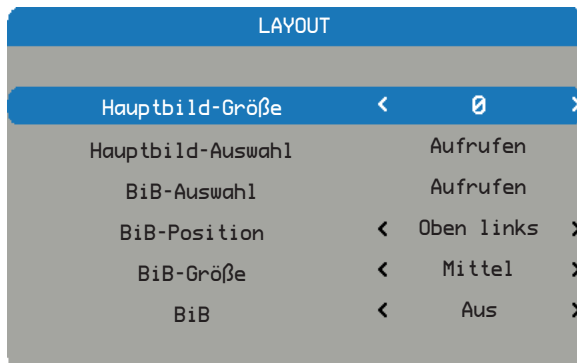 LAYOUT
Hauptbild-Größe < 0 >
Hauptbild-Auswahl Aufrufen
BiB-Auswahl Aufrufen
BiB-Position < Oben links >
BiB-Größe < Mittel >
BiB < Aus >